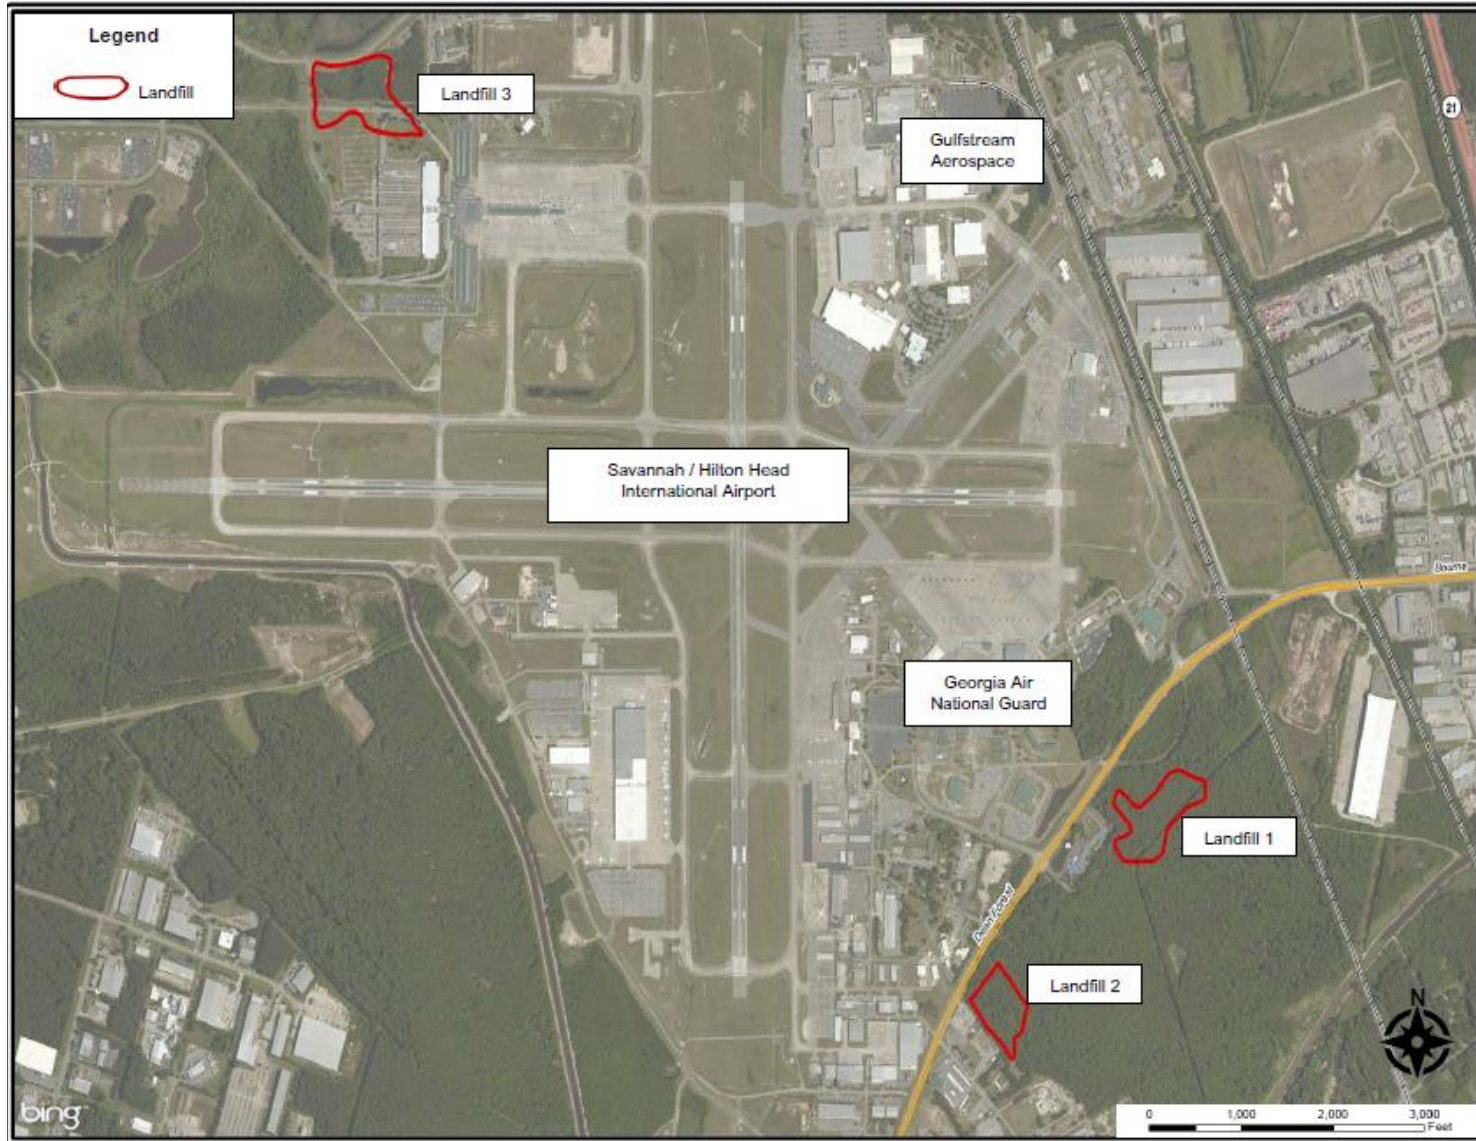 Legend
Landfill
Landfill 3
Gulfstream
Aerospace
21
Savannah / Hilton Head
International Airport
Bourne
Georgia Air
National Guard
Landfill 1
Dean Forest
Landfill 2
N
bing
0 1,000 2,000 3,000
Feet